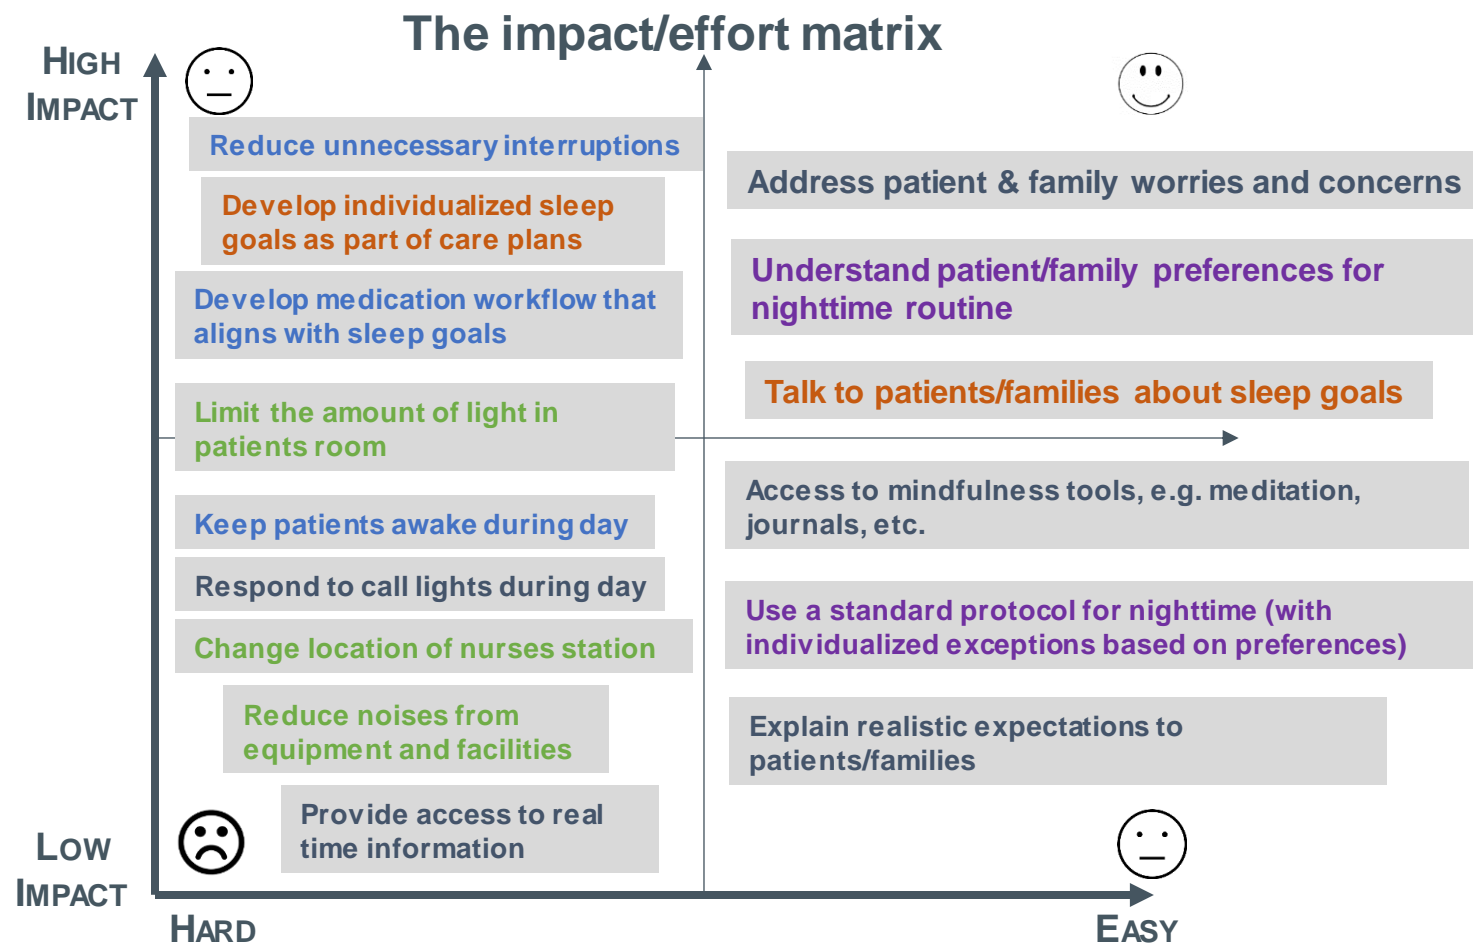 The impact/effort matrix
HIGH
IMPACT
Reduce unnecessary interruptions
Develop individualized sleep
goals as part of care plans
Develop medication workflow that
aligns with sleep goals
Limit the amount of light in
patients room
Keep patients awake during day
Respond to call lights during day
Change location of nurses station
Reduce noises from
equipment and facilities
Provide access to real
time information
Address patient & family worries and concerns
Understand patient/family preferences for
nighttime routine
Talk to patients/families about sleep goals
Access to mindfulness tools, e.g. meditation,
journals, etc.
Use a standard protocol for nighttime (with
individualized exceptions based on preferences)
Explain realistic expectations to
patients/families
LOW
IMPACT
HARD
EASY